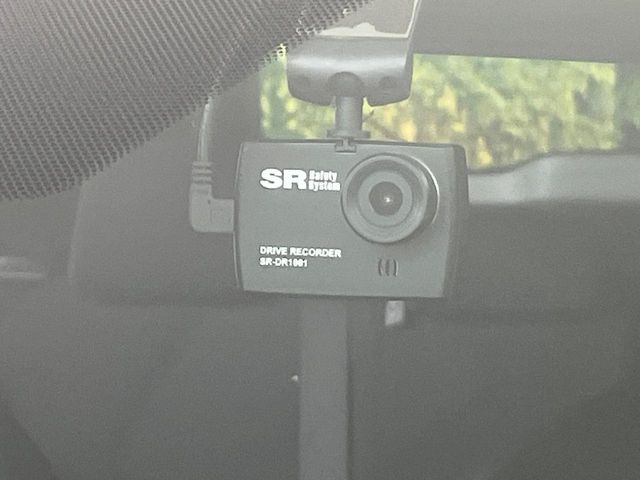 SR Safety System
DRIVE RECORDER
SR-DR1001